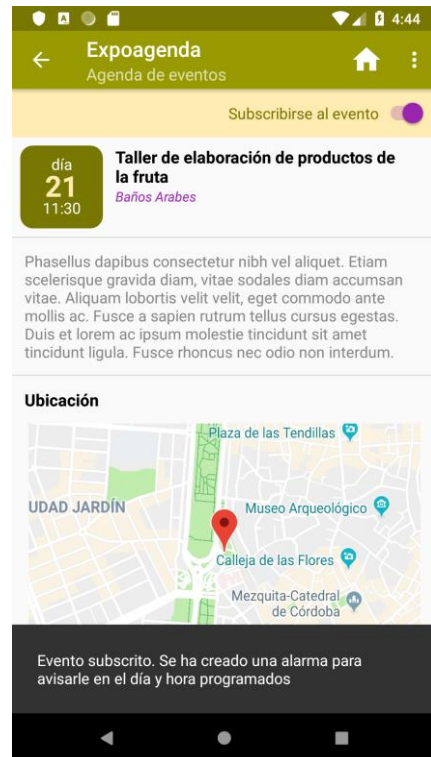 4:44
Expoagenda
Agenda de eventos
Subscribirse al evento
día
21
11:30
Taller de elaboración de productos de
la fruta
Baños Arabes
Phasellus dapibus consectetur nibh vel aliquet. Etiam
scelerisque gravida diam, vitae sodales diam accumsan
vitae. Aliquam lobortis velit velit, eget commodo ante
mollis ac. Fusce a sapien rutrum tellus cursus egestas.
Duis et lorem ac ipsum molestie tincidunt sit amet
tincidunt ligula. Fusce rhoncus nec odio non interdum.
Ubicación
Plaza de las Tendillas
UDAD JARDÍN
Museo Arqueológico
Calleja de las Flores
Mezquita-Catedral
de Córdoba
Evento subscrito. Se ha creado una alarma para
avisarle en el día y hora programados